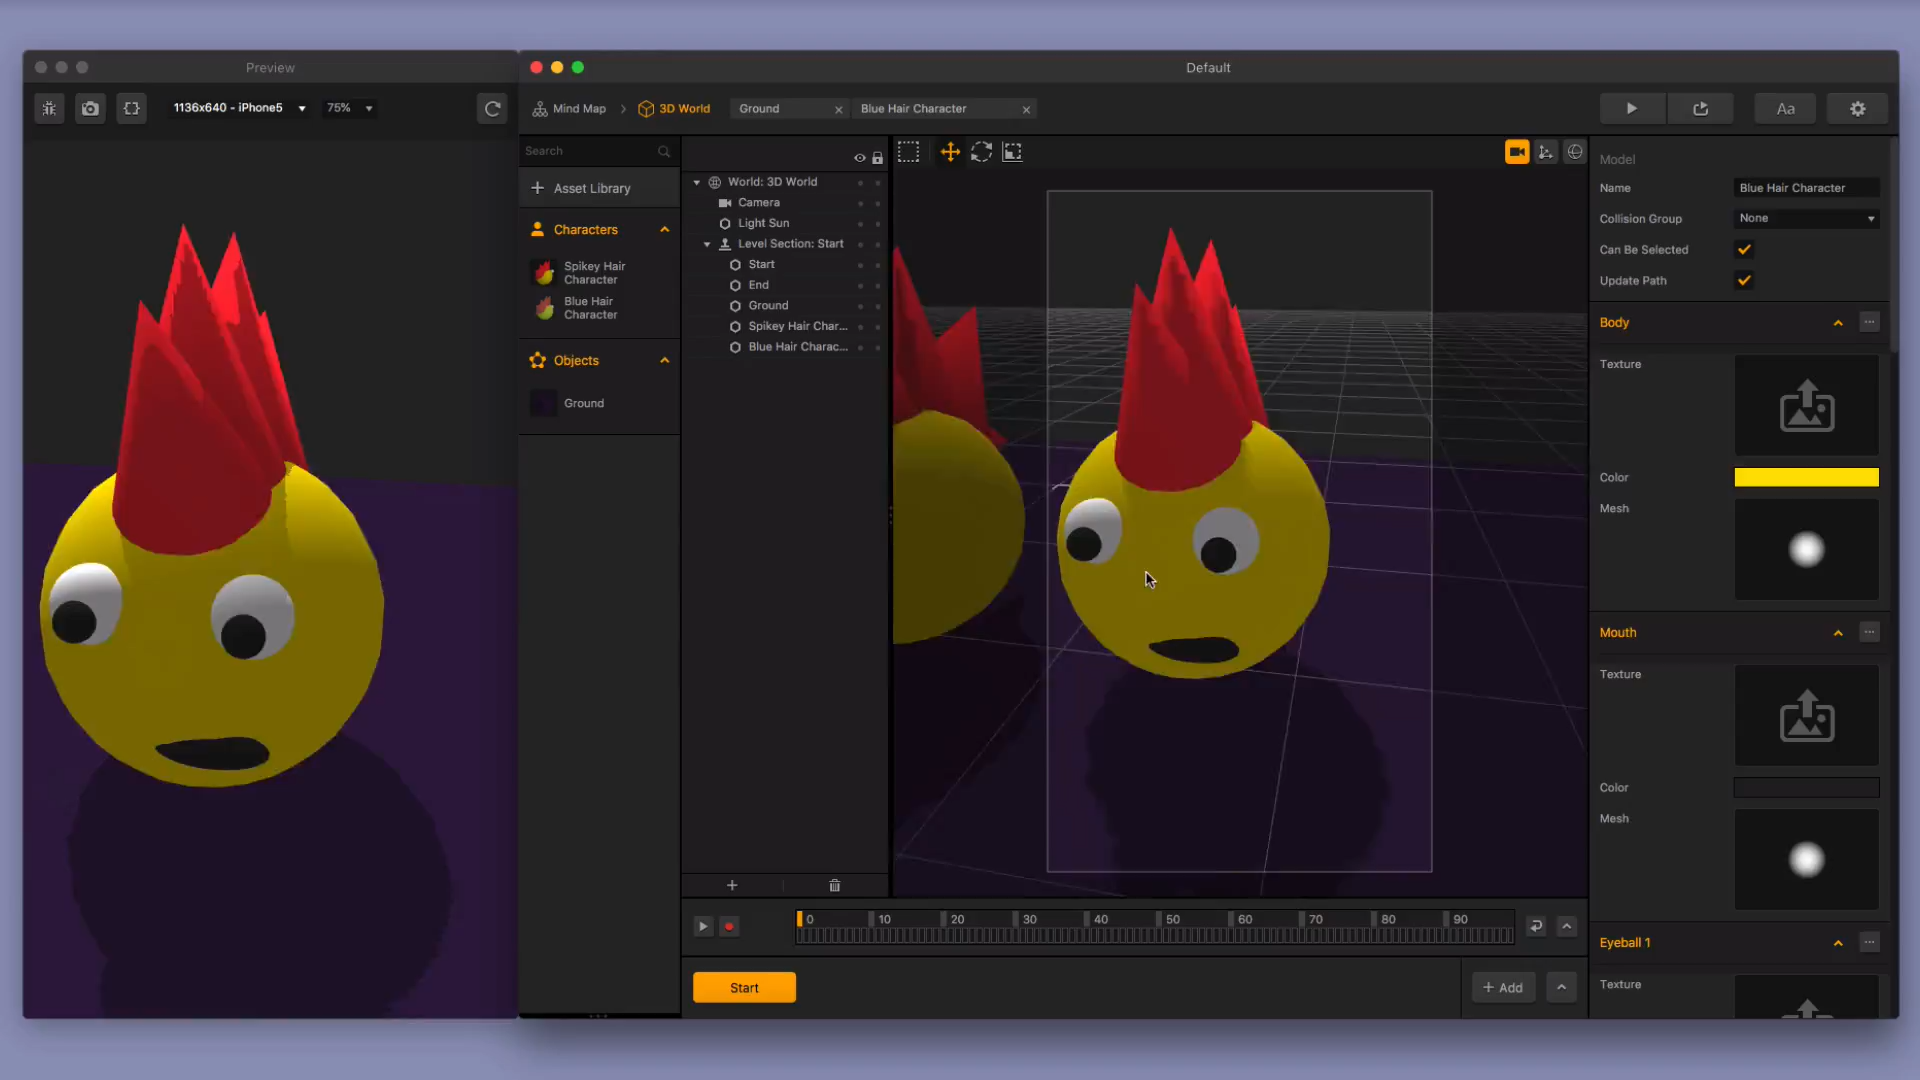 Preview
Default
1136x640 - iPhone5
75%
Mind Map
3D World
Ground
Blue Hair Character
Aa
Search
Asset Library
Characters
Spikey Hair
Character
Blue Hair
Character
Objects
Ground
World: 3D World
Camera
Light Sun
Level Section: Start
Start
End
Ground
Spikey Hair Char...
Blue Hair Charac...
Model
Name
Blue Hair Character
Collision Group
None
Can Be Selected
Update Path
Body
Texture
Color
Mesh
Mouth
Texture
Color
Mesh
Eyeball 1
Texture
0 10 20 30 40 50 60 70 80 90
Start
Add